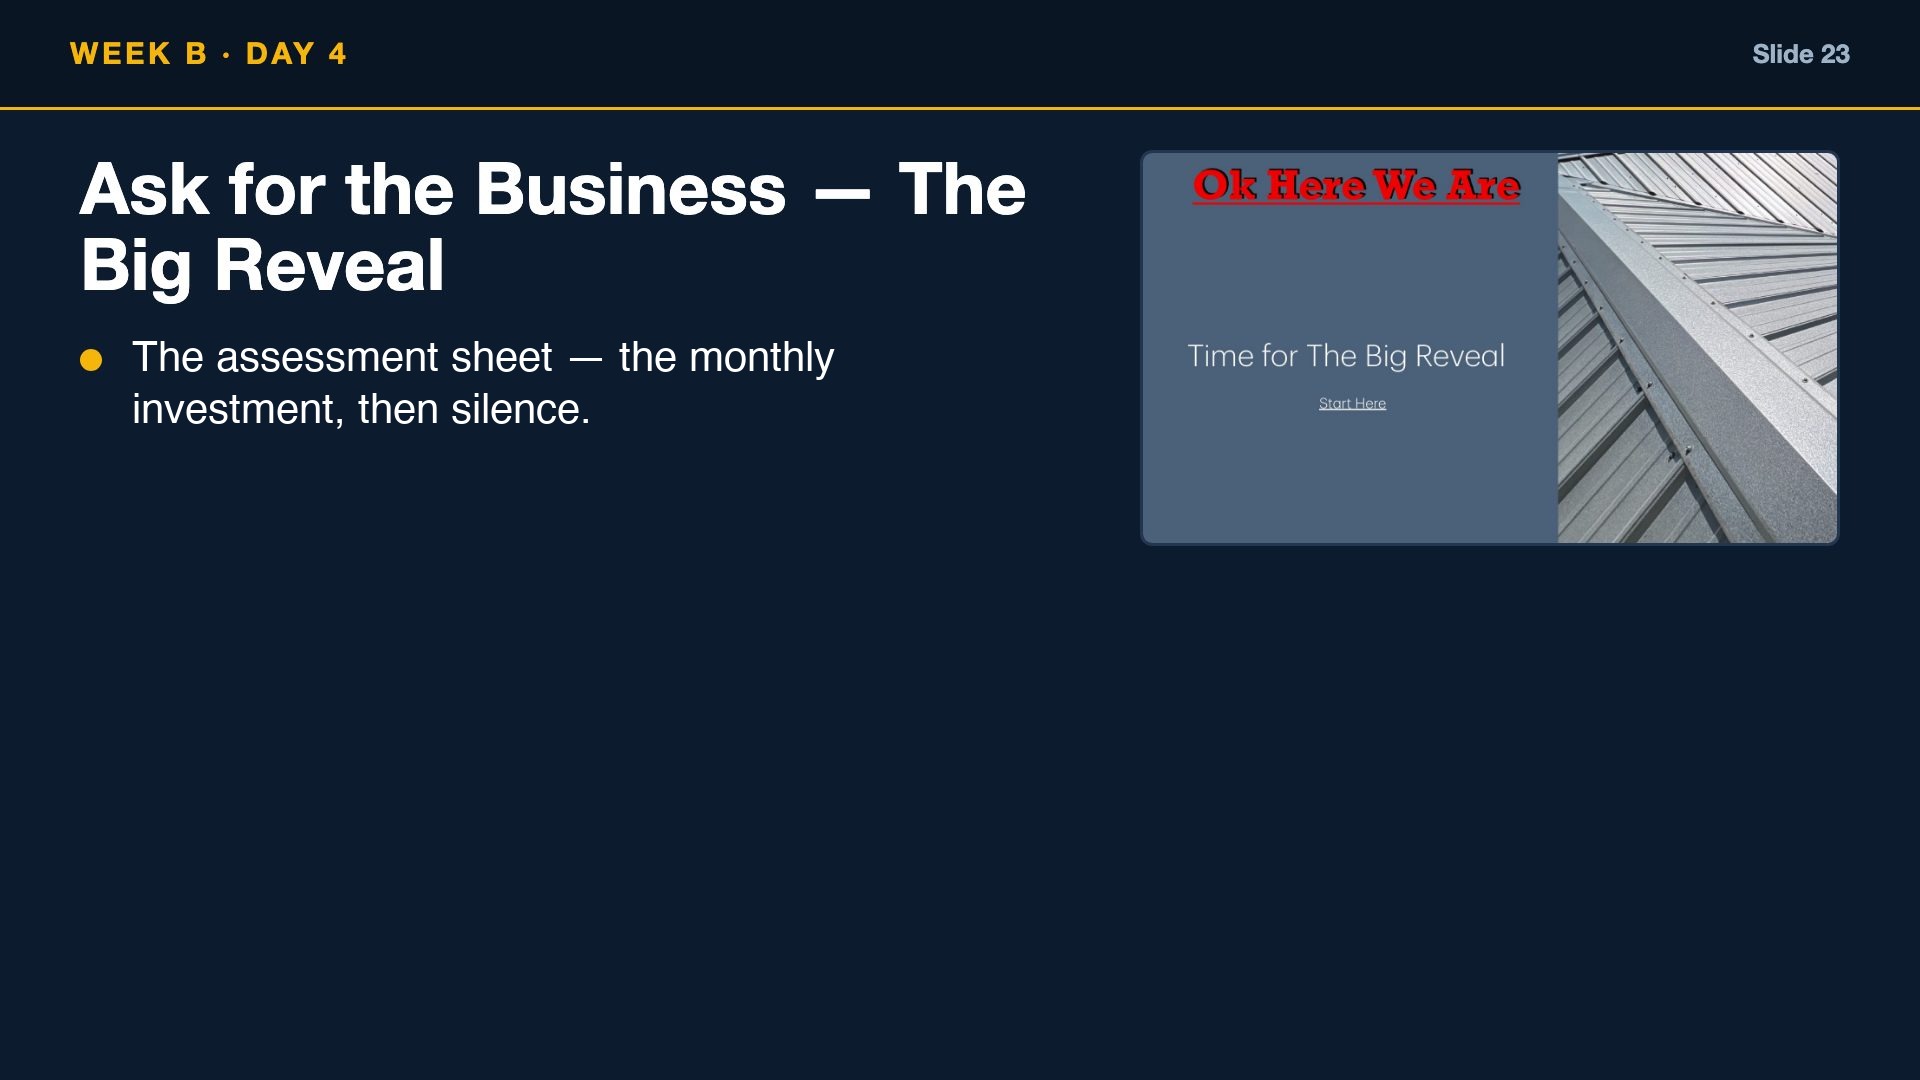 WEEK B · DAY 4
Slide 23
Ask for the Business — The
Big Reveal
The assessment sheet — the monthly
investment, then silence.
Ok Here We Are
Time for The Big Reveal
Start Here